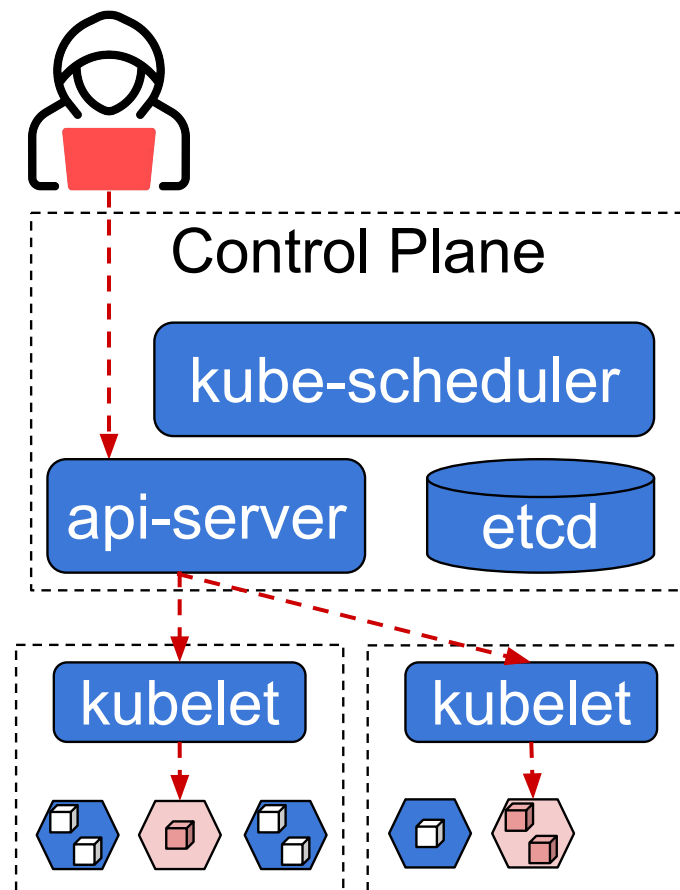 Control Plane
kube-scheduler
api-server
etcd
kubelet
kubelet